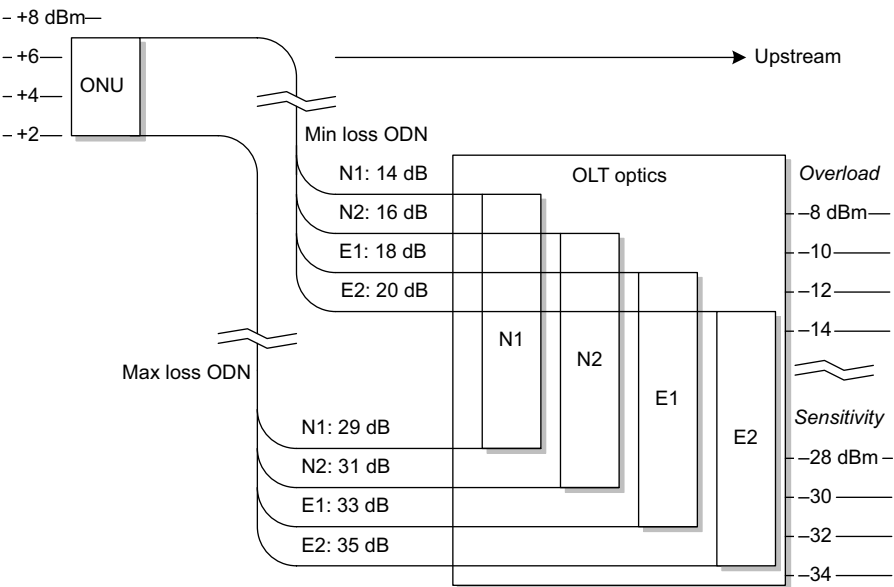 +8 dBm
+6
Upstream
ONU
+4
+2
Min loss ODN
N1: 14 dB
OLT optics
Overload
N2: 16 dB
–8 dBm
E1: 18 dB
–10
E2: 20 dB
–12
–14
N1
N2
Max loss ODN
E1
Sensitivity
N1: 29 dB
E2
–28 dBm
N2: 31 dB
–30
E1: 33 dB
–32
E2: 35 dB
–34